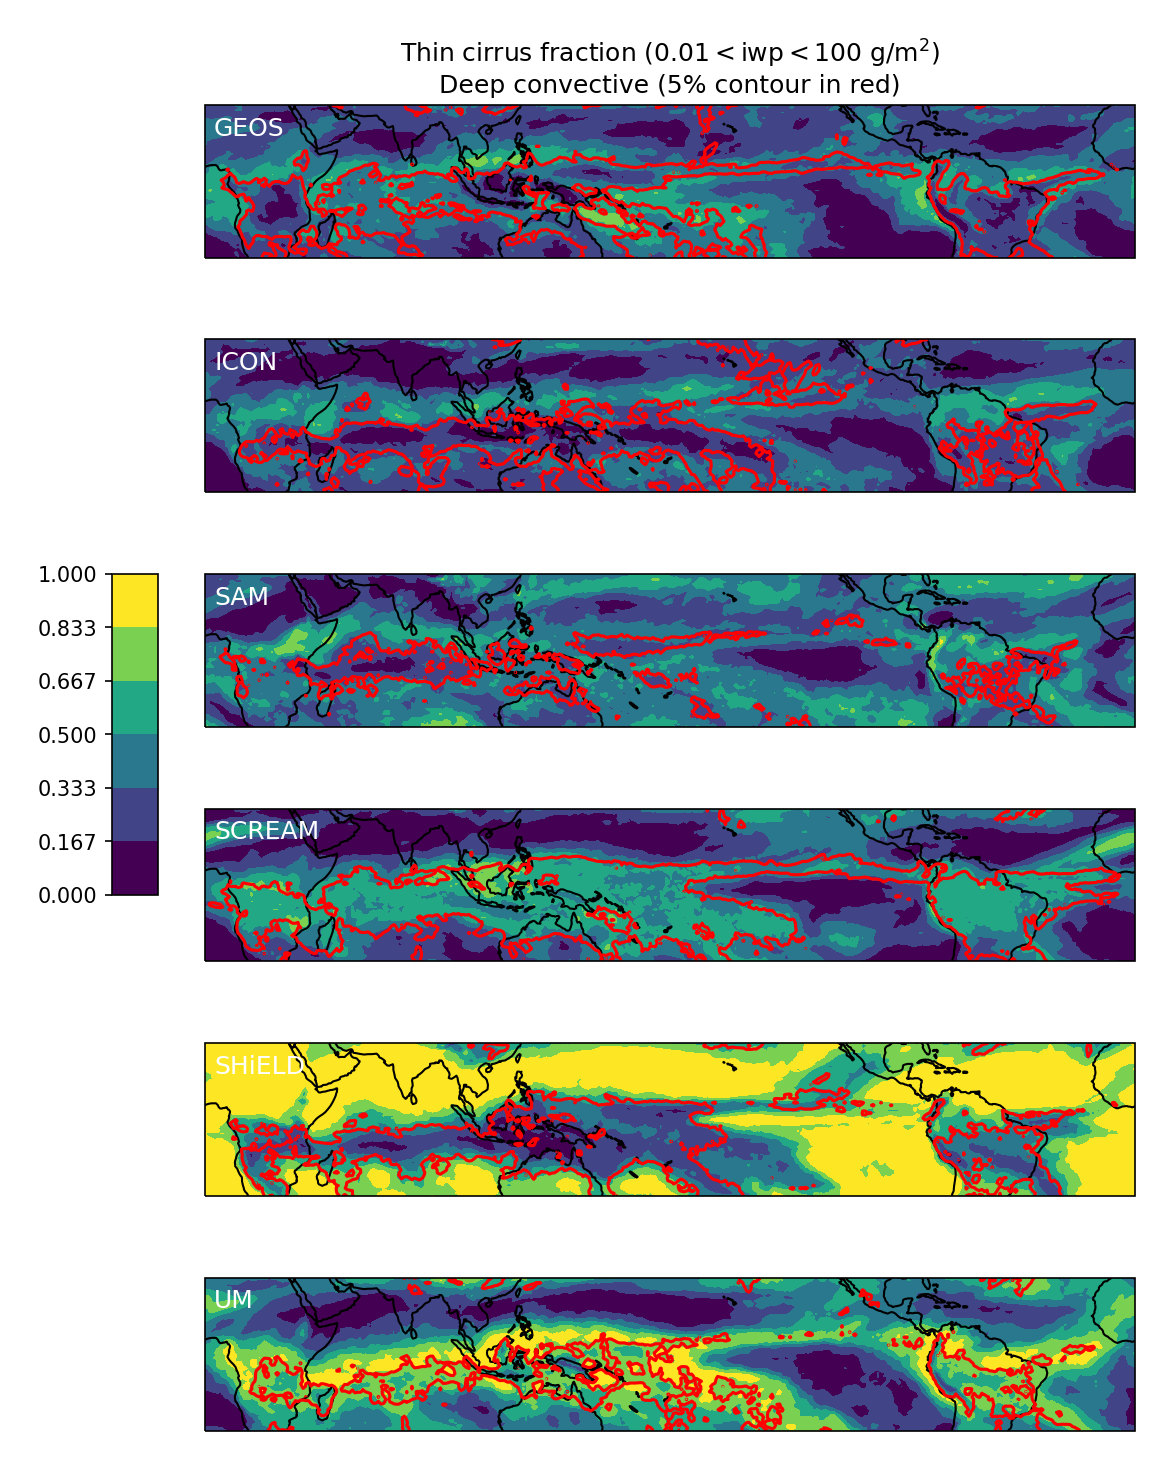 Thin cirrus fraction (0.01 < iwp < 100 g/m²)
Deep convective (5% contour in red)
GEOS
ICON
SAM
1.000
0.833
0.667
0.500
0.333
0.167
0.000
SCREAM
SHiELD
UM